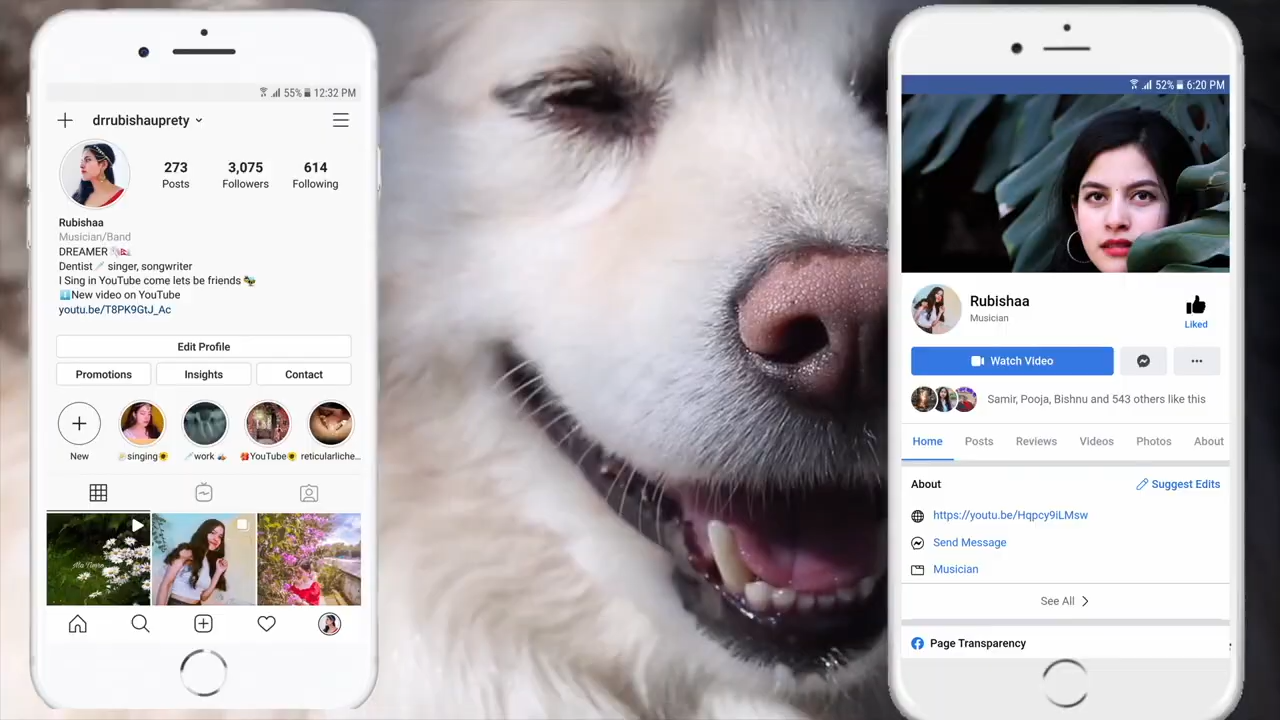 55% 12:32 PM
drrubishauprety
273 3,075 614
Posts Followers Following
Rubishaa
Musician/Band
DREAMER
Dentist singer, songwriter
I Sing in YouTube come lets be friends
New video on YouTube
youtu.be/T8PK9GtJ_Ac
Edit Profile
Promotions Insights Contact
New singing work YouTube reticularliche...
52% 6:20 PM
Rubishaa
Musician
Liked
Watch Video
Samir, Pooja, Bishnu and 543 others like this
Home Posts Reviews Videos Photos About
About Suggest Edits
https://youtu.be/Hqpcy9iLMsw
Send Message
Musician
See All
Page Transparency